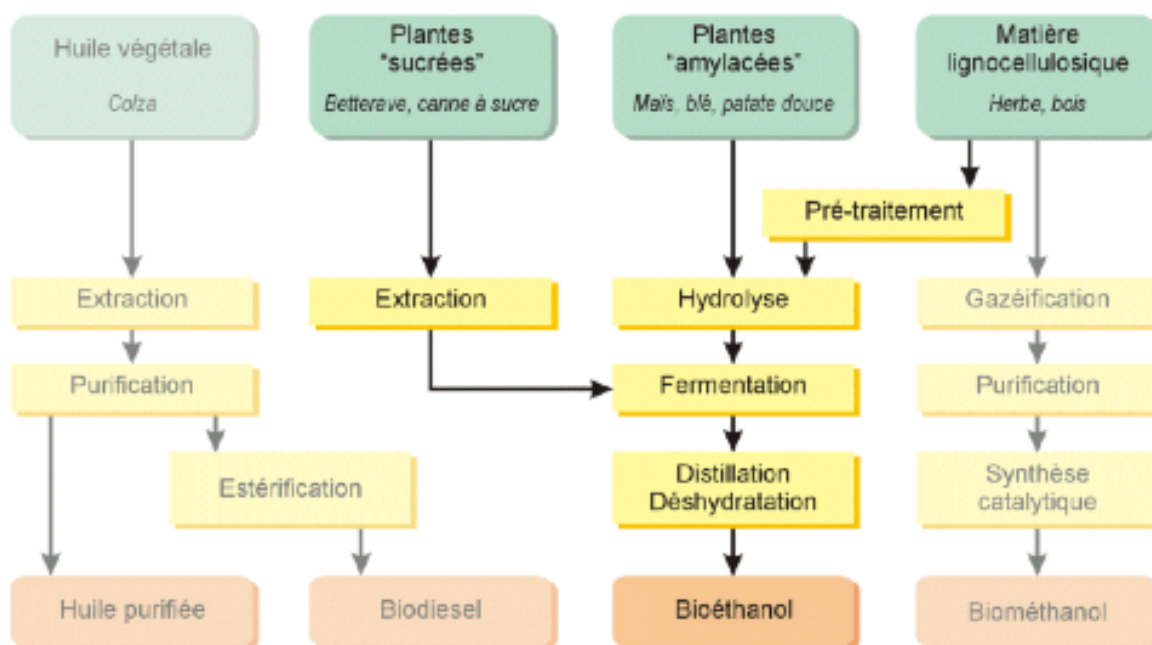 Huile végétale
Colza
Plantes
"sucrées"
Betterave, canne à sucre
Plantes
"amylacées"
Maïs, blé, patate douce
Matière
lignocellulosique
Herbe, bois
Pré-traitement
Extraction
Extraction
Hydrolyse
Gazéification
Purification
Fermentation
Purification
Estérification
Distillation
Déshydratation
Synthèse
catalytique
Huile purifiée
Biodiesel
Bioéthanol
Biométhanol